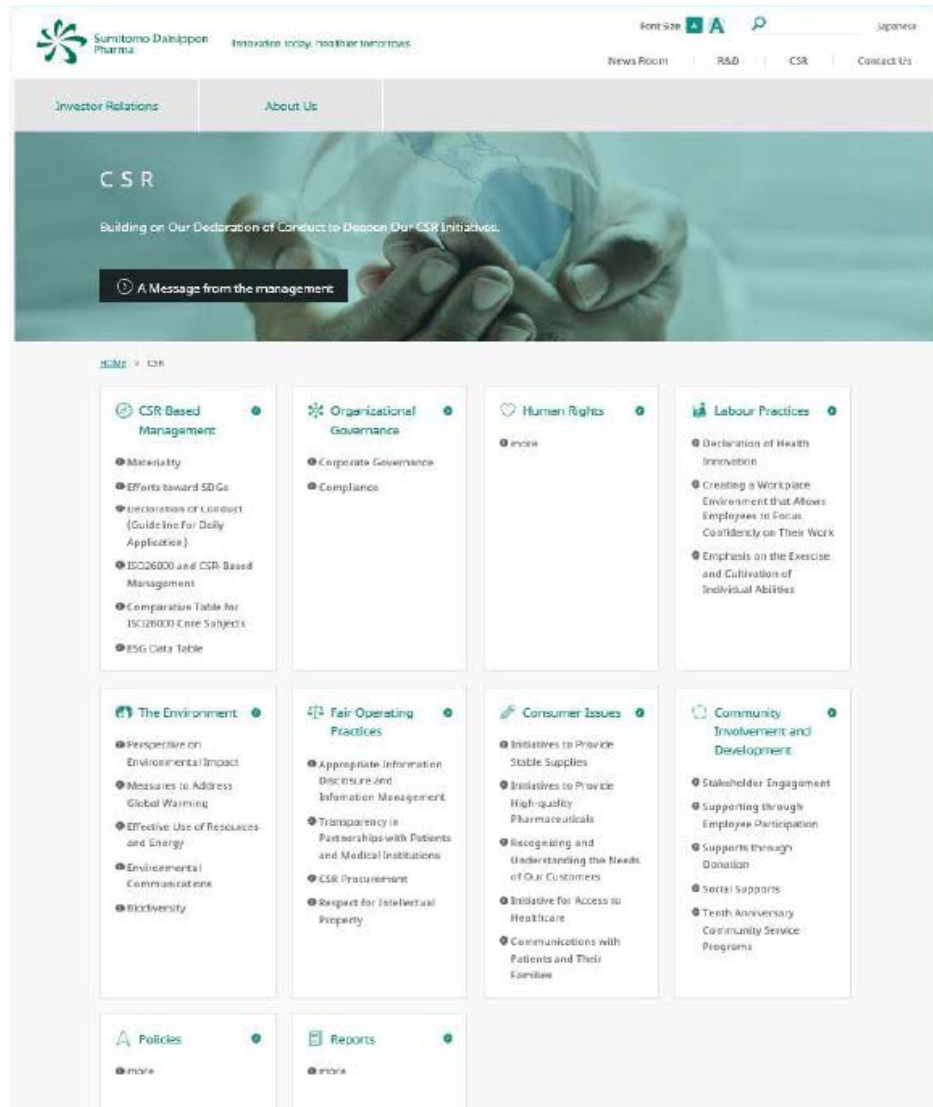 Sumitomo Dainippon
Pharma
Innovation today, healthier tomorrows
Font Size A A
Japanese
News Room
R&D
CSR
Contact Us
Investor Relations
About Us
CSR
Building on Our Declaration of Conduct to Deepen Our CSR Initiatives.
A Message from the management
HOME > CSR
CSR-Based
Management
Materiality
Efforts toward SDGs
Declaration of Conduct
(Guideline for Daily
Application)
ISO26000 and CSR-Based
Management
Comparative Table for
ISO26000 Core Subjects
ESG Data Table
Organizational
Governance
Corporate Governance
Compliance
Human Rights
more
Labour Practices
Declaration of Health
Innovation
Creating a Workplace
Environment that Allows
Employees to Focus
Confidently on Their Work
Emphasis on the Exercise
and Cultivation of
Individual Abilities
The Environment
Perspective on
Environmental Impact
Measures to Address
Global Warming
Effective Use of Resources
and Energy
Environmental
Communications
Biodiversity
Fair Operating
Practices
Appropriate Information
Disclosure and
Infomation Management
Transparency in
Partnerships with Patients
and Medical Institutions
CSR Procurement
Respect for Intellectual
Property
Consumer Issues
Initiatives to Provide
Stable Supplies
Initiatives to Provide
High-quality
Pharmaceuticals
Recognizing and
Understanding the Needs
of Our Customers
Initiative for Access to
Healthcare
Communications with
Patients and Their
Families
Community
Involvement and
Development
Stakeholder Engagement
Supporting through
Employee Participation
Supports through
Donation
Social Supports
Tenth Anniversary
Community Service
Programs
Policies
more
Reports
more